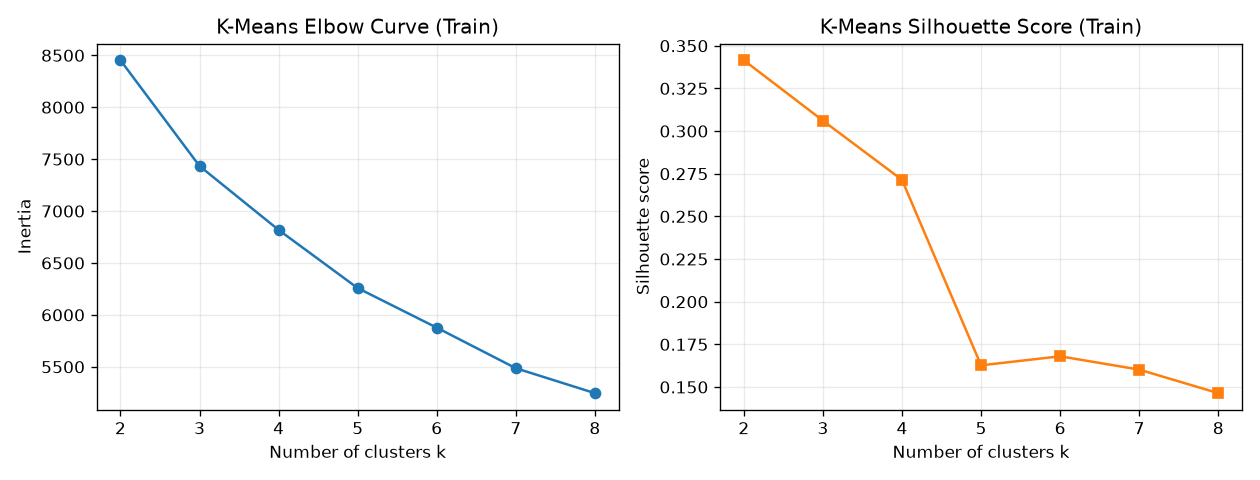 K-Means Elbow Curve (Train)
8500
8000
7500
7000
6500
6000
5500
Inertia
2 3 4 5 6 7 8
Number of clusters k
K-Means Silhouette Score (Train)
0.350
0.325
0.300
0.275
0.250
0.225
0.200
0.175
0.150
Silhouette score
2 3 4 5 6 7 8
Number of clusters k